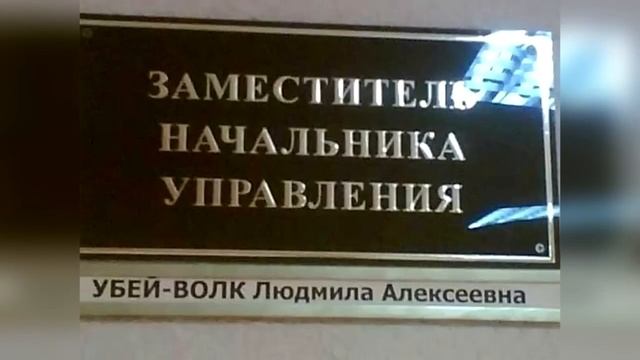 ЗАМЕСТИТЕЛЬ
НАЧАЛЬНИКА
УПРАВЛЕНИЯ
УБЕЙ-ВОЛК Людмила Алексеевна